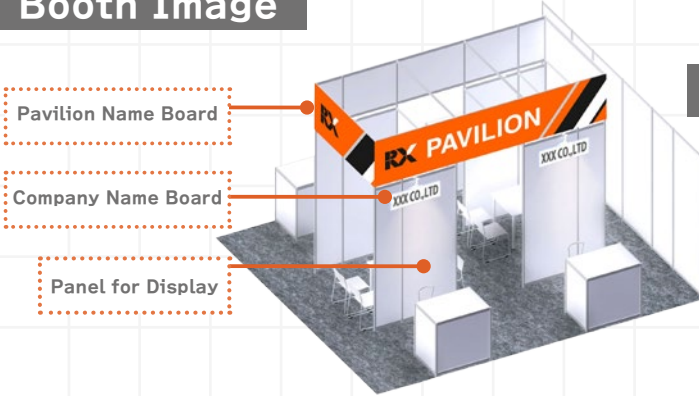 Booth Image
Pavilion Name Board
Company Name Board
Panel for Display
RX
RX PAVILION
XXX CO.,LTD
XXX CO.,LTD